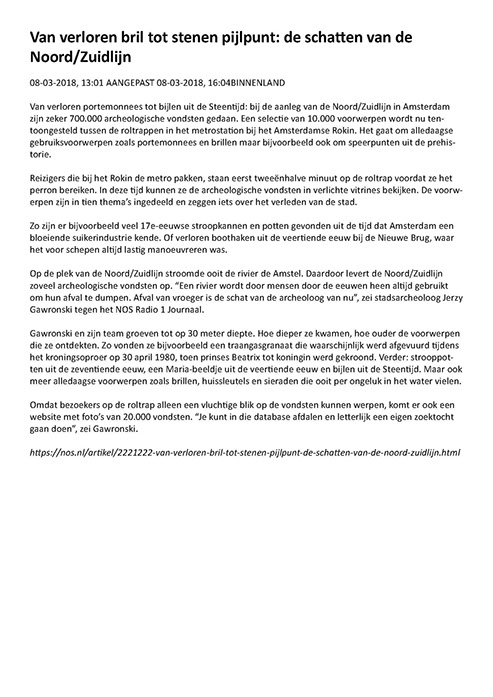 Van verloren bril tot stenen pijlpunt: de schatten van de
Noord/Zuidlijn
08-03-2018, 13:01 AANGEPAST 08-03-2018, 16:04BINNENLAND
Van verloren portemonnees tot bijlen uit de Steentijd: bij de aanleg van de Noord/Zuidlijn in Amsterdam
zijn zeker 700.000 archeologische vondsten gedaan. Een selectie van 10.000 voorwerpen wordt nu ten-
toongesteld tussen de roltrappen in het metrostation bij het Amsterdamse Rokin. Het gaat om alledaagse
gebruiksvoorwerpen zoals portemonnees en brillen maar bijvoorbeeld ook om speerpunten uit de prehis-
torie.
Reizigers die bij het Rokin de metro pakken, staan eerst tweeënhalve minuut op de roltrap voordat ze het
perron bereiken. In deze tijd kunnen ze de archeologische vondsten in verlichte vitrines bekijken. De voorw-
erpen zijn in tien thema's ingedeeld en zeggen iets over het verleden van de stad.
Zo zijn er bijvoorbeeld veel 17e-eeuwse stroopkannen en potten gevonden uit de tijd dat Amsterdam een
bloeiende suikerindustrie kende. Of verloren boothaken uit de veertiende eeuw bij de Nieuwe Brug, waar
het voor schepen altijd lastig manoeuvreren was.
Op de plek van de Noord/Zuidlijn stroomde ooit de rivier de Amstel. Daardoor levert de Noord/Zuidlijn
zoveel archeologische vondsten op. "Een rivier wordt door mensen door de eeuwen heen altijd gebruikt
om hun afval te dumpen. Afval van vroeger is de schat van de archeoloog van nu", zei stadsarcheoloog Jerzy
Gawronski tegen het NOS Radio 1 Journaal.
Gawronski en zijn team groeven tot op 30 meter diepte. Hoe dieper ze kwamen, hoe ouder de voorwerpen
die ze ontdekten. Zo vonden ze bijvoorbeeld een traangasgranaat die waarschijnlijk werd afgevuurd tijdens
het kroningsoproer op 30 april 1980, toen prinses Beatrix tot koningin werd gekroond. Verder: strooppot-
ten uit de zeventiende eeuw, een Maria-beeldje uit de veertiende eeuw en bijlen uit de Steentijd. Maar ook
meer alledaagse voorwerpen zoals brillen, huissleutels en sieraden die ooit per ongeluk in het water vielen.
Omdat bezoekers op de roltrap alleen een vluchtige blik op de vondsten kunnen werpen, komt er ook een
website met foto's van 20.000 vondsten. "Je kunt in die database afdalen en letterlijk een eigen zoektocht
gaan doen", zei Gawronski.
https://nos.nl/artikel/2221222-van-verloren-bril-tot-stenen-pijlpunt-de-schatten-van-de-noord-zuidlijn.html